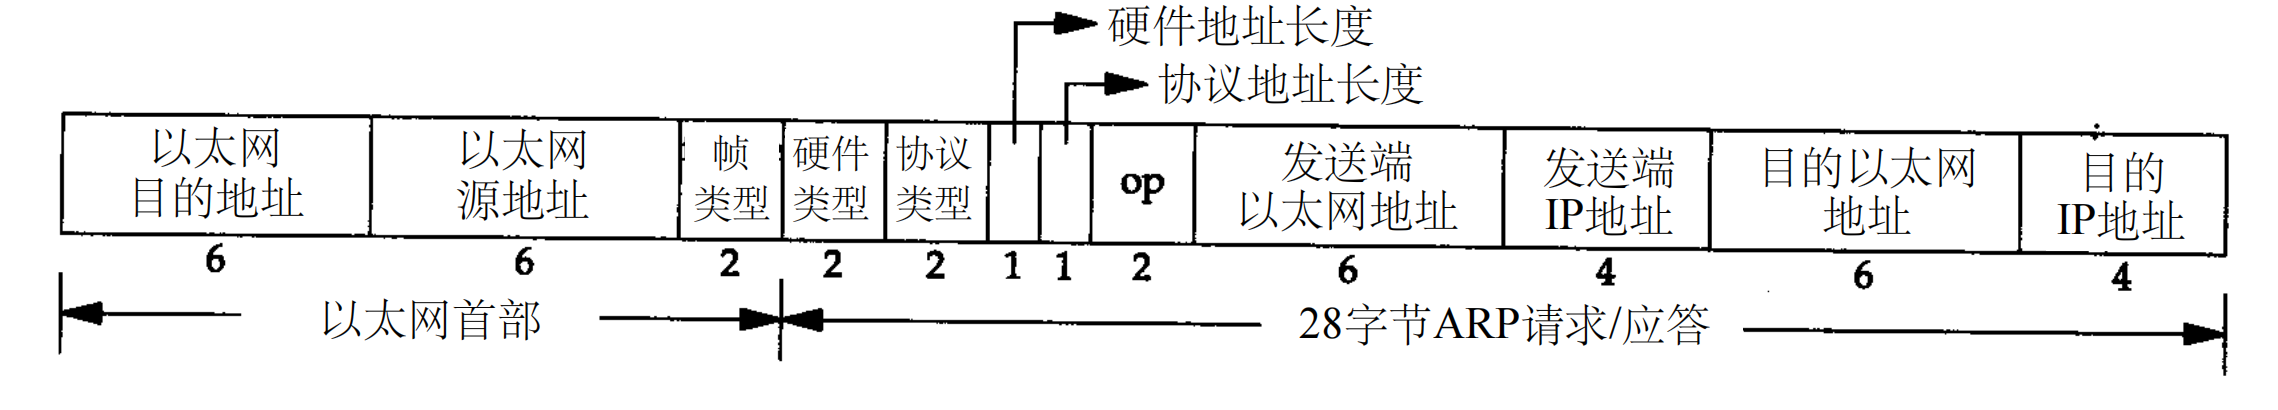 硬件地址长度
协议地址长度
以太网
目的地址
以太网
源地址
帧
类型
硬件
类型
协议
类型
op
发送端
以太网地址
发送端
IP地址
目的以太网
地址
目的
IP地址
6
6
2
2
2
1
1
2
6
4
6
4
以太网首部
28字节ARP请求/应答